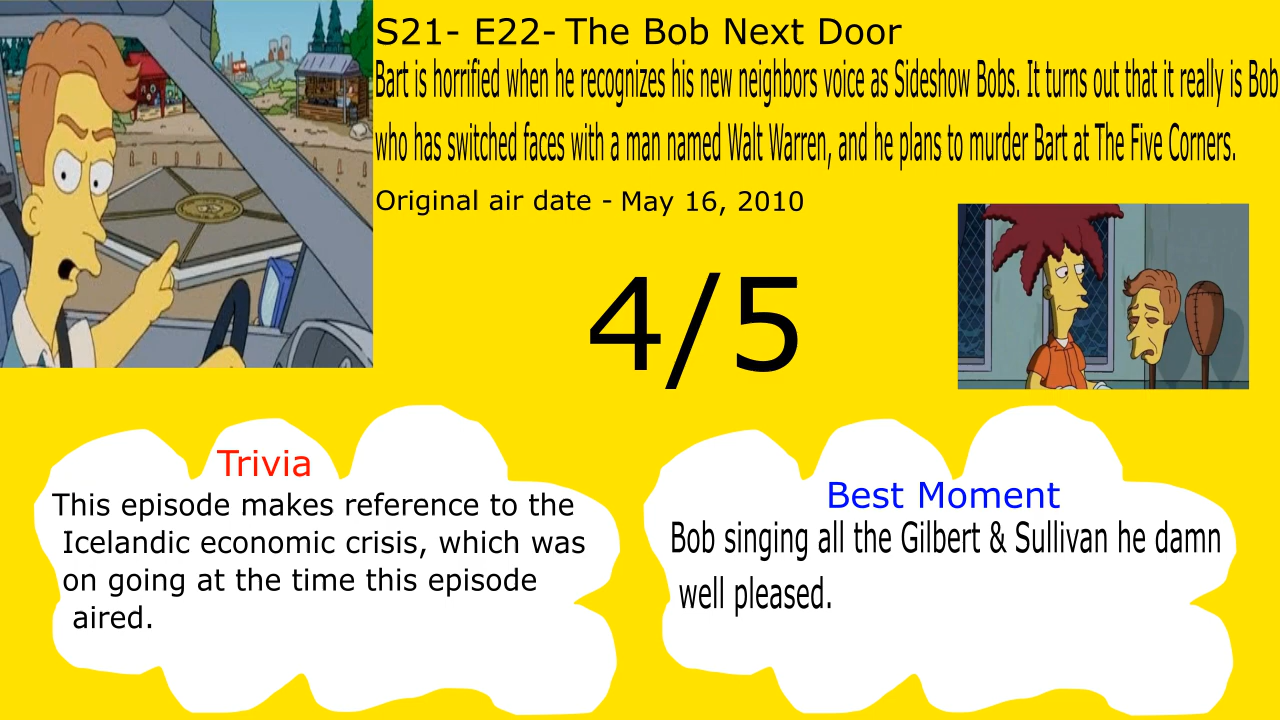 S21- E22- The Bob Next Door
Bart is horrified when he recognizes his new neighbors voice as Sideshow Bobs. It turns out that it really is Bob
who has switched faces with a man named Walt Warren, and he plans to murder Bart at The Five Corners.
Original air date - May 16, 2010
4/5
Trivia
This episode makes reference to the
Icelandic economic crisis, which was
on going at the time this episode
aired.
Best Moment
Bob singing all the Gilbert & Sullivan he damn
well pleased.